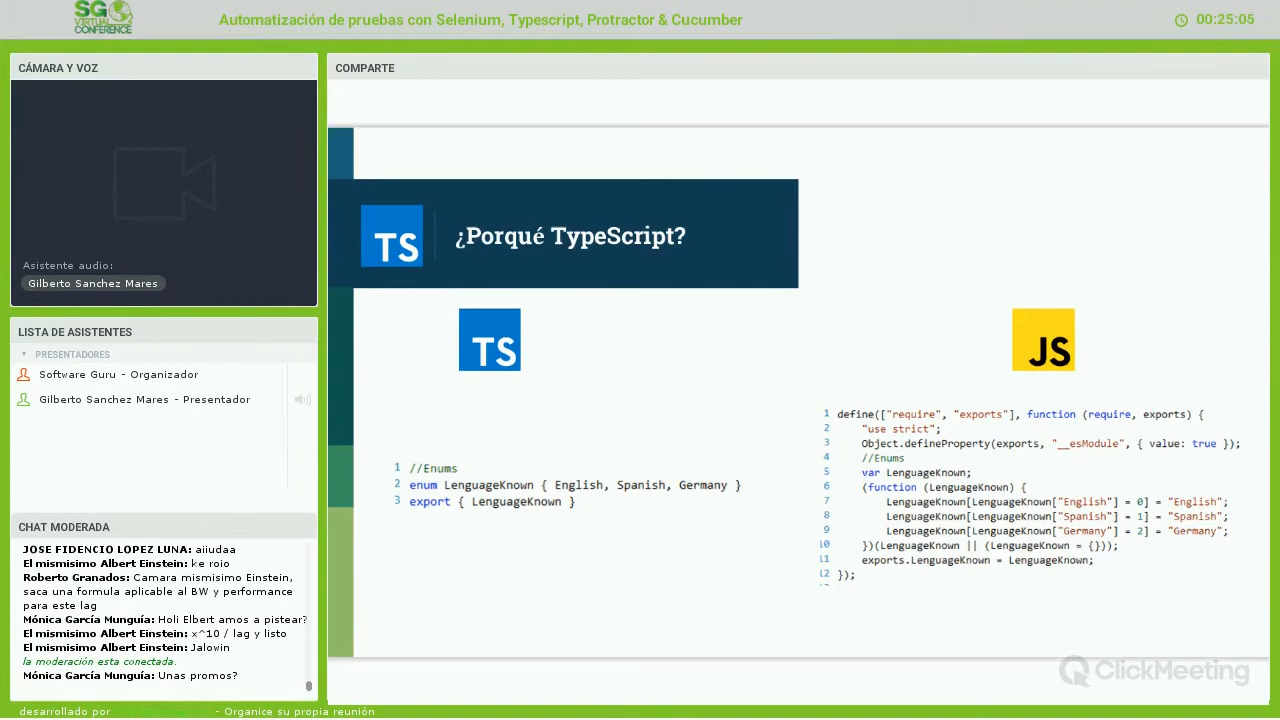 SG
VIRTUAL
CONFERENCE
Automatización de pruebas con Selenium, Typescript, Protractor & Cucumber
00:25:05
CÁMARA Y VOZ
Asistente audio:
Gilberto Sanchez Mares
LISTA DE ASISTENTES
PRESENTADORES
Software Guru - Organizador
Gilberto Sanchez Mares - Presentador
CHAT MODERADA
JOSE FIDENCIO LOPEZ LUNA: aiiudaa
El mismisimo Albert Einstein: ke roio
Roberto Granados: Camara mismisimo Einstein,
saca una formula aplicable al BW y performance
para este lag
Mónica García Munguía: Holi Elbert amos a pistear?
El mismisimo Albert Einstein: x^10 / lag y listo
El mismisimo Albert Einstein: Jalowin
la moderación esta conectada.
Mónica García Munguía: Unas promos?
COMPARTE
TS
¿Porqué TypeScript?
TS
1 //Enums
2 enum LenguageKnown { English, Spanish, Germany }
3 export { LenguageKnown }
JS
1 define(["require", "exports"], function (require, exports) {
2 "use strict";
3 Object.defineProperty(exports, "__esModule", { value: true });
4 //Enums
5 var LenguageKnown;
6 (function (LenguageKnown) {
7 LenguageKnown[LenguageKnown["English"] = 0] = "English";
8 LenguageKnown[LenguageKnown["Spanish"] = 1] = "Spanish";
9 LenguageKnown[LenguageKnown["Germany"] = 2] = "Germany";
10 })(LenguageKnown || (LenguageKnown = {}));
11 exports.LenguageKnown = LenguageKnown;
12 });
ClickMeeting
desarrollado por - Organice su propia reunión